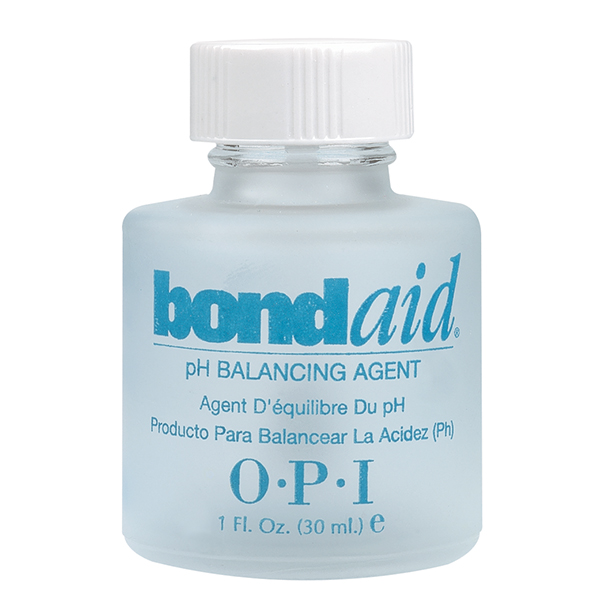 bondaid®
pH BALANCING AGENT
Agent D'équilibre Du pH
Producto Para Balancear La Acidez (Ph)
O·P·I
1 Fl. Oz. (30 ml.) e